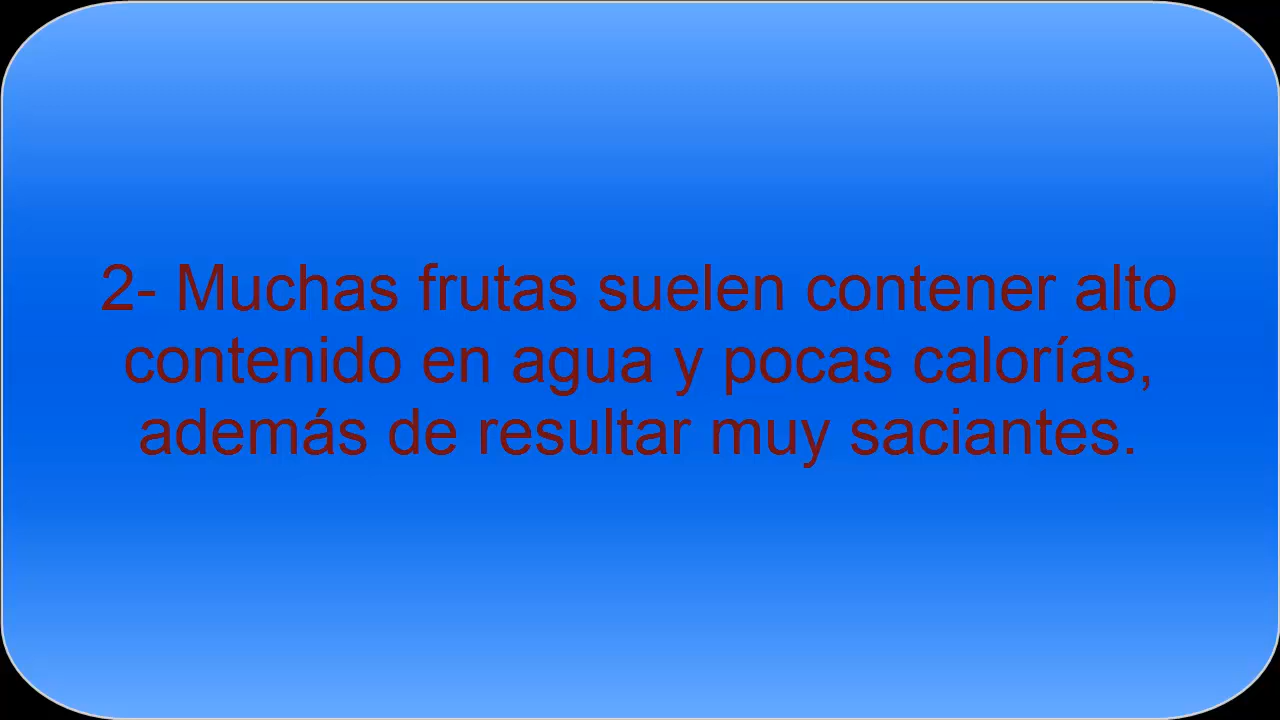 2- Muchas frutas suelen contener alto
contenido en agua y pocas calorías,
además de resultar muy saciantes.